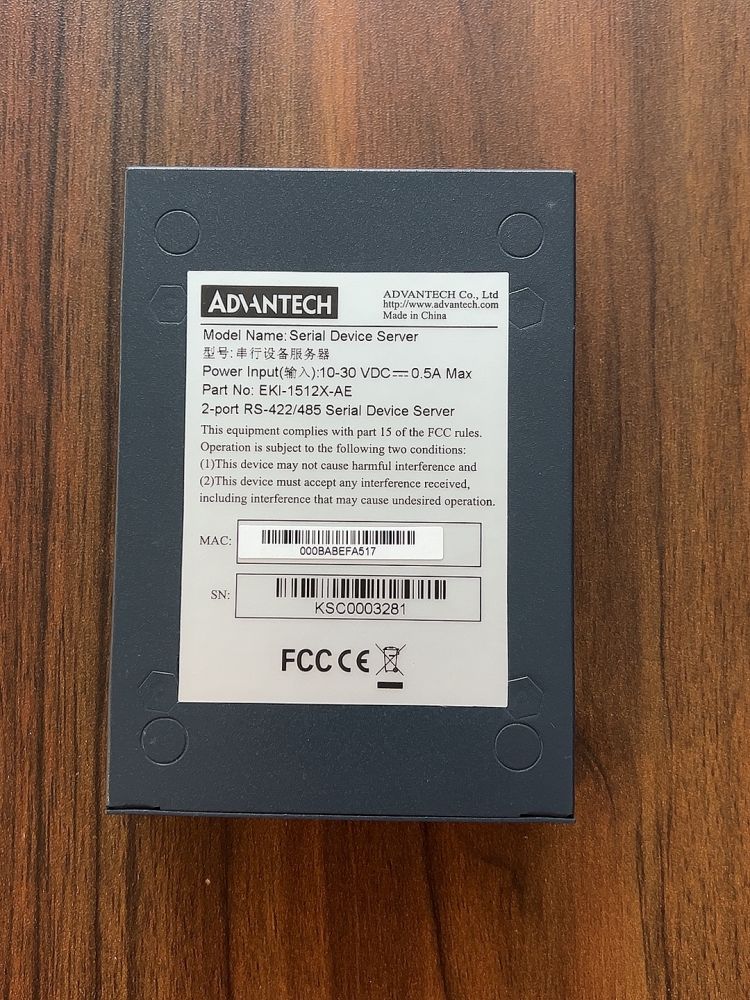 ADVANTECH
ADVANTECH Co., Ltd
http://www.advantech.com
Made in China
Model Name: Serial Device Server
型号: 串行设备服务器
Power Input(输入):10-30 VDC⎓ 0.5A Max
Part No: EKI-1512X-AE
2-port RS-422/485 Serial Device Server
This equipment complies with part 15 of the FCC rules.
Operation is subject to the following two conditions:
(1)This device may not cause harmful interference and
(2)This device must accept any interference received,
including interference that may cause undesired operation.
MAC:
000BABEFA517
SN:
KSC0003281
FCC CE